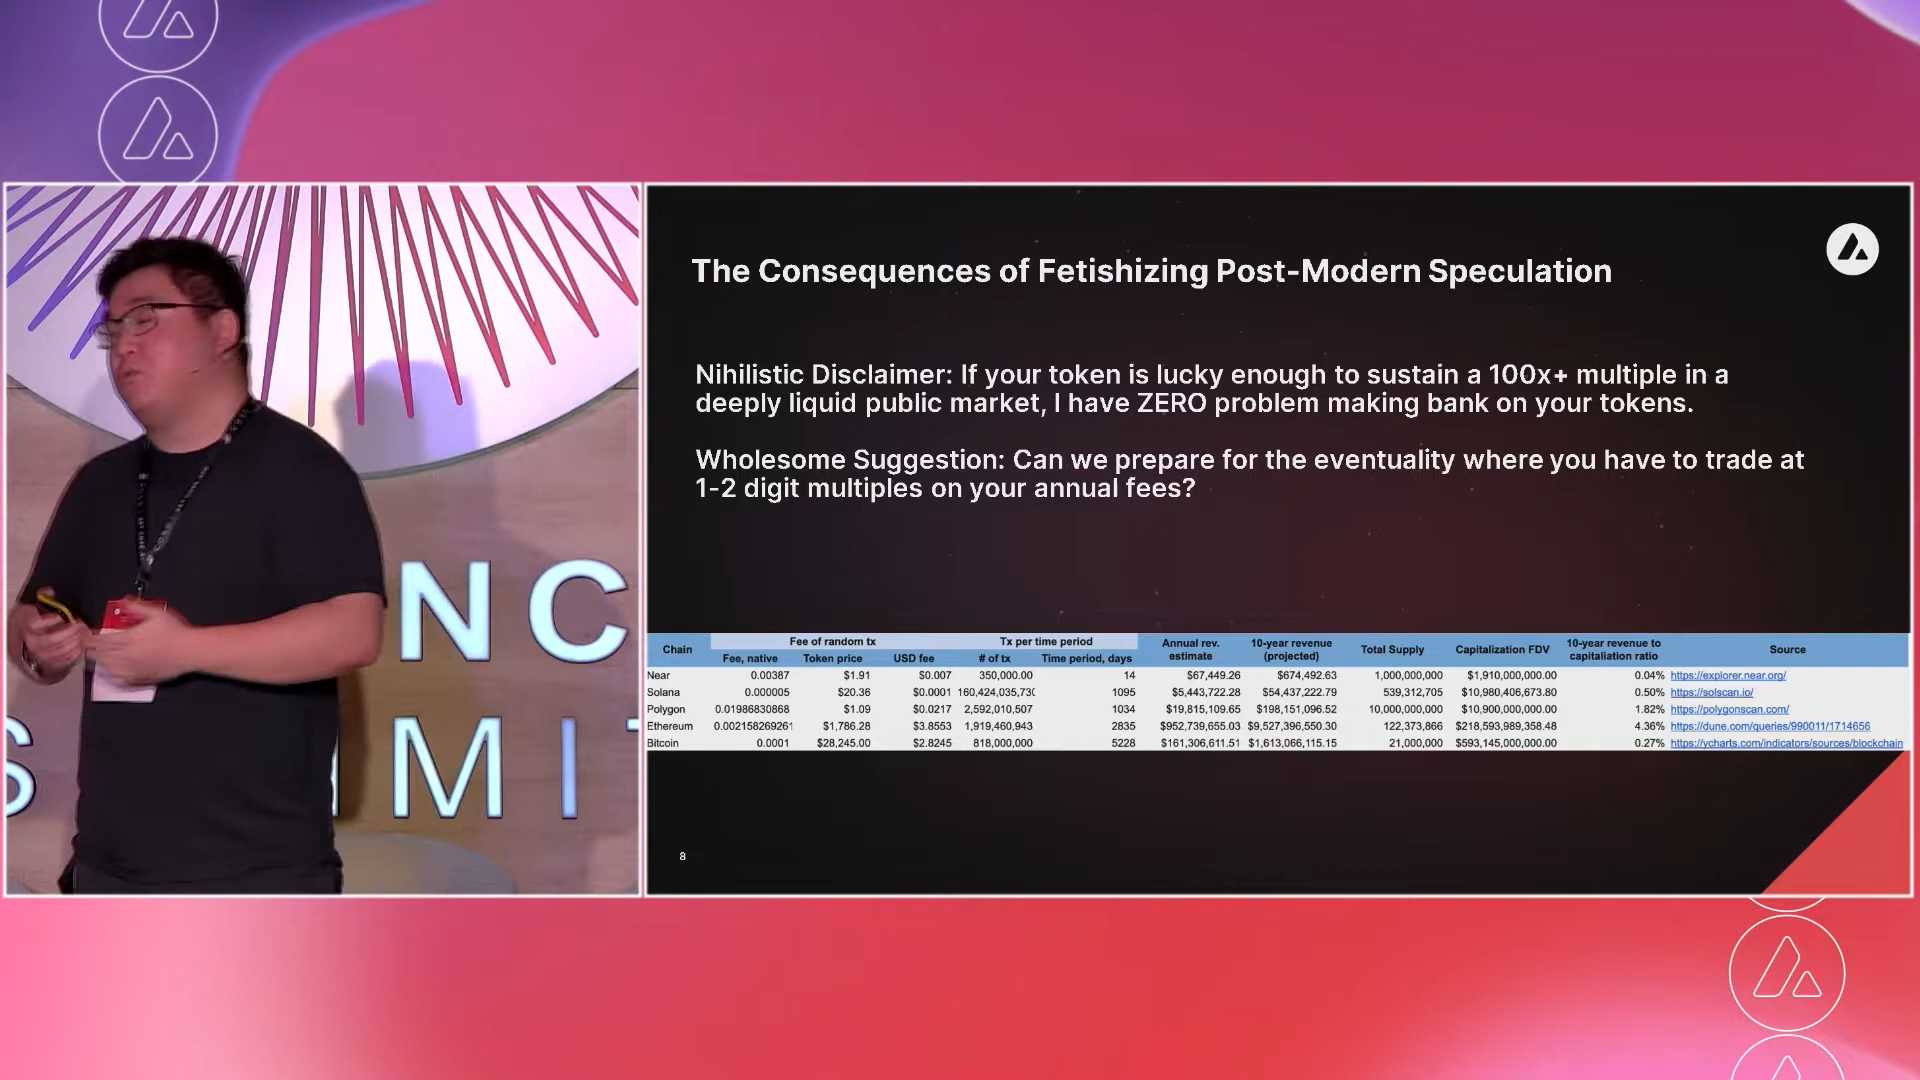 NC
S MMIT
The Consequences of Fetishizing Post-Modern Speculation
Nihilistic Disclaimer: If your token is lucky enough to sustain a 100x+ multiple in a
deeply liquid public market, I have ZERO problem making bank on your tokens.
Wholesome Suggestion: Can we prepare for the eventuality where you have to trade at
1-2 digit multiples on your annual fees?
Chain Fee of random tx Tx per time period Annual rev. estimate 10-year revenue (projected) Total Supply Capitalization FDV 10-year revenue to capitaliation ratio Source
Fee, native Token price USD fee # of tx Time period, days
Near 0.00387 $1.91 $0.007 350,000.00 14 $67,449.26 $674,492.63 1,000,000,000 $1,910,000,000.00 0.04% https://explorer.near.org/
Solana 0.000005 $20.36 $0.0001 160,424,035,730 1095 $5,443,722.28 $54,437,222.79 539,312,705 $10,980,406,673.80 0.50% https://solscan.io/
Polygon 0.01986830868 $1.09 $0.0217 2,592,010,507 1034 $19,815,109.65 $198,151,096.52 10,000,000,000 $10,900,000,000.00 1.82% https://polygonscan.com/
Ethereum 0.002158269261 $1,786.28 $3.8553 1,919,460,943 2835 $952,739,655.03 $9,527,396,550.30 122,373,866 $218,593,989,358.48 4.36% https://dune.com/queries/990011/1714656
Bitcoin 0.0001 $28,245.00 $2.8245 818,000,000 5228 $161,306,611.51 $1,613,066,115.15 21,000,000 $593,145,000,000.00 0.27% https://ycharts.com/indicators/sources/blockchain
8